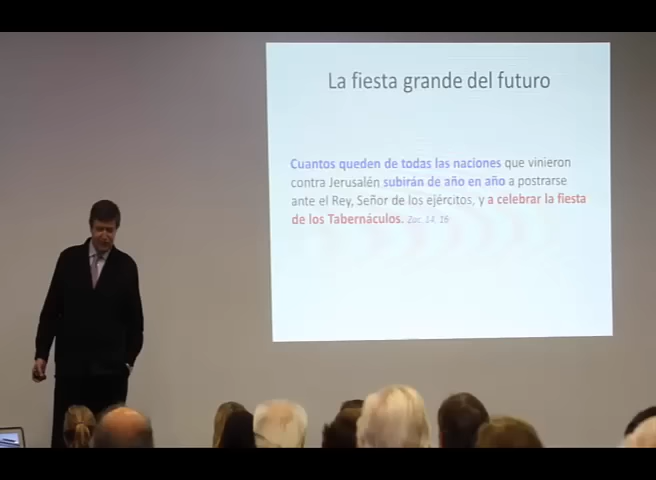 La fiesta grande del futuro
Cuantos queden de todas las naciones que vinieron
contra Jerusalén subirán de año en año a postrarse
ante el Rey, Señor de los ejércitos, y a celebrar la fiesta
de los Tabernáculos. Zac. 14, 16